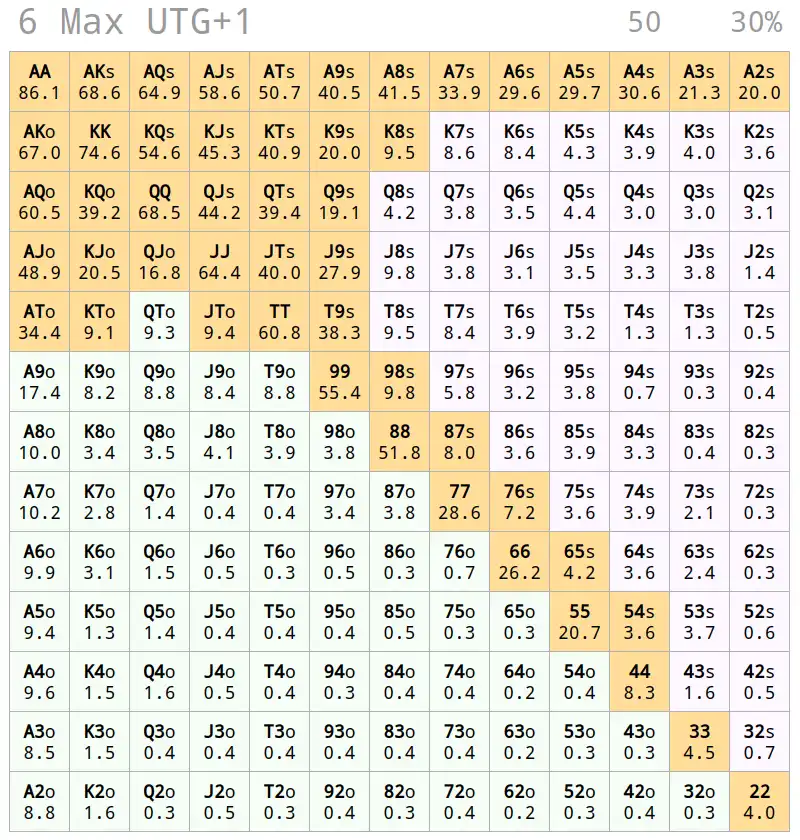 6 Max UTG+1 50 30%
AA AKs AQs AJs ATs A9s A8s A7s A6s A5s A4s A3s A2s
86.1 68.6 64.9 58.6 50.7 40.5 41.5 33.9 29.6 29.7 30.6 21.3 20.0
AKo KK KQs KJs KTs K9s K8s K7s K6s K5s K4s K3s K2s
67.0 74.6 54.6 45.3 40.9 20.0 9.5 8.6 8.4 4.3 3.9 4.0 3.6
AQo KQo QQ QJs QTs Q9s Q8s Q7s Q6s Q5s Q4s Q3s Q2s
60.5 39.2 68.5 44.2 39.4 19.1 4.2 3.8 3.5 4.4 3.0 3.0 3.1
AJo KJo QJo JJ JTs J9s J8s J7s J6s J5s J4s J3s J2s
48.9 20.5 16.8 64.4 40.0 27.9 9.8 3.8 3.1 3.5 3.3 3.8 1.4
ATo KTo QTo JTo TT T9s T8s T7s T6s T5s T4s T3s T2s
34.4 9.1 9.3 9.4 60.8 38.3 9.5 8.4 3.9 3.2 1.3 1.3 0.5
A9o K9o Q9o J9o T9o 99 98s 97s 96s 95s 94s 93s 92s
17.4 8.2 8.8 8.4 8.8 55.4 9.8 5.8 3.2 3.8 0.7 0.3 0.4
A8o K8o Q8o J8o T8o 98o 88 87s 86s 85s 84s 83s 82s
10.0 3.4 3.5 4.1 3.9 3.8 51.8 8.0 3.6 3.9 3.3 0.4 0.3
A7o K7o Q7o J7o T7o 97o 87o 77 76s 75s 74s 73s 72s
10.2 2.8 1.4 0.4 0.4 3.4 3.8 28.6 7.2 3.6 3.9 2.1 0.3
A6o K6o Q6o J6o T6o 96o 86o 76o 66 65s 64s 63s 62s
9.9 3.1 1.5 0.5 0.3 0.5 0.3 0.7 26.2 4.2 3.6 2.4 0.3
A5o K5o Q5o J5o T5o 95o 85o 75o 65o 55 54s 53s 52s
9.4 1.3 1.4 0.4 0.4 0.4 0.5 0.3 0.3 20.7 3.6 3.7 0.6
A4o K4o Q4o J4o T4o 94o 84o 74o 64o 54o 44 43s 42s
9.6 1.5 1.6 0.5 0.4 0.3 0.4 0.4 0.2 0.4 8.3 1.6 0.5
A3o K3o Q3o J3o T3o 93o 83o 73o 63o 53o 43o 33 32s
8.5 1.5 0.4 0.4 0.4 0.4 0.4 0.4 0.2 0.3 0.3 4.5 0.7
A2o K2o Q2o J2o T2o 92o 82o 72o 62o 52o 42o 32o 22
8.8 1.6 0.3 0.5 0.3 0.4 0.3 0.4 0.2 0.3 0.4 0.3 4.0